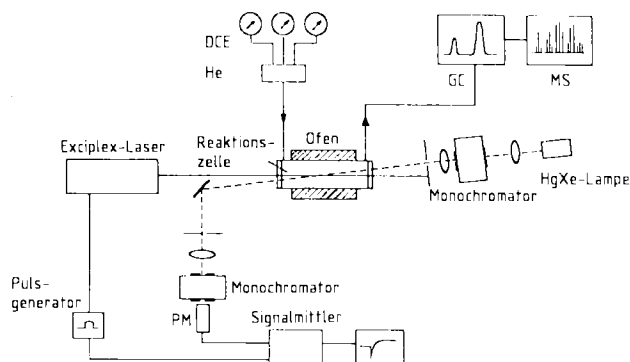 DCE
He
GC
MS
Exciplex-Laser
Reaktions-
zelle
Ofen
Monochromator
HgXe-Lampe
Puls-
generator
Monochromator
PM
Signalmittler